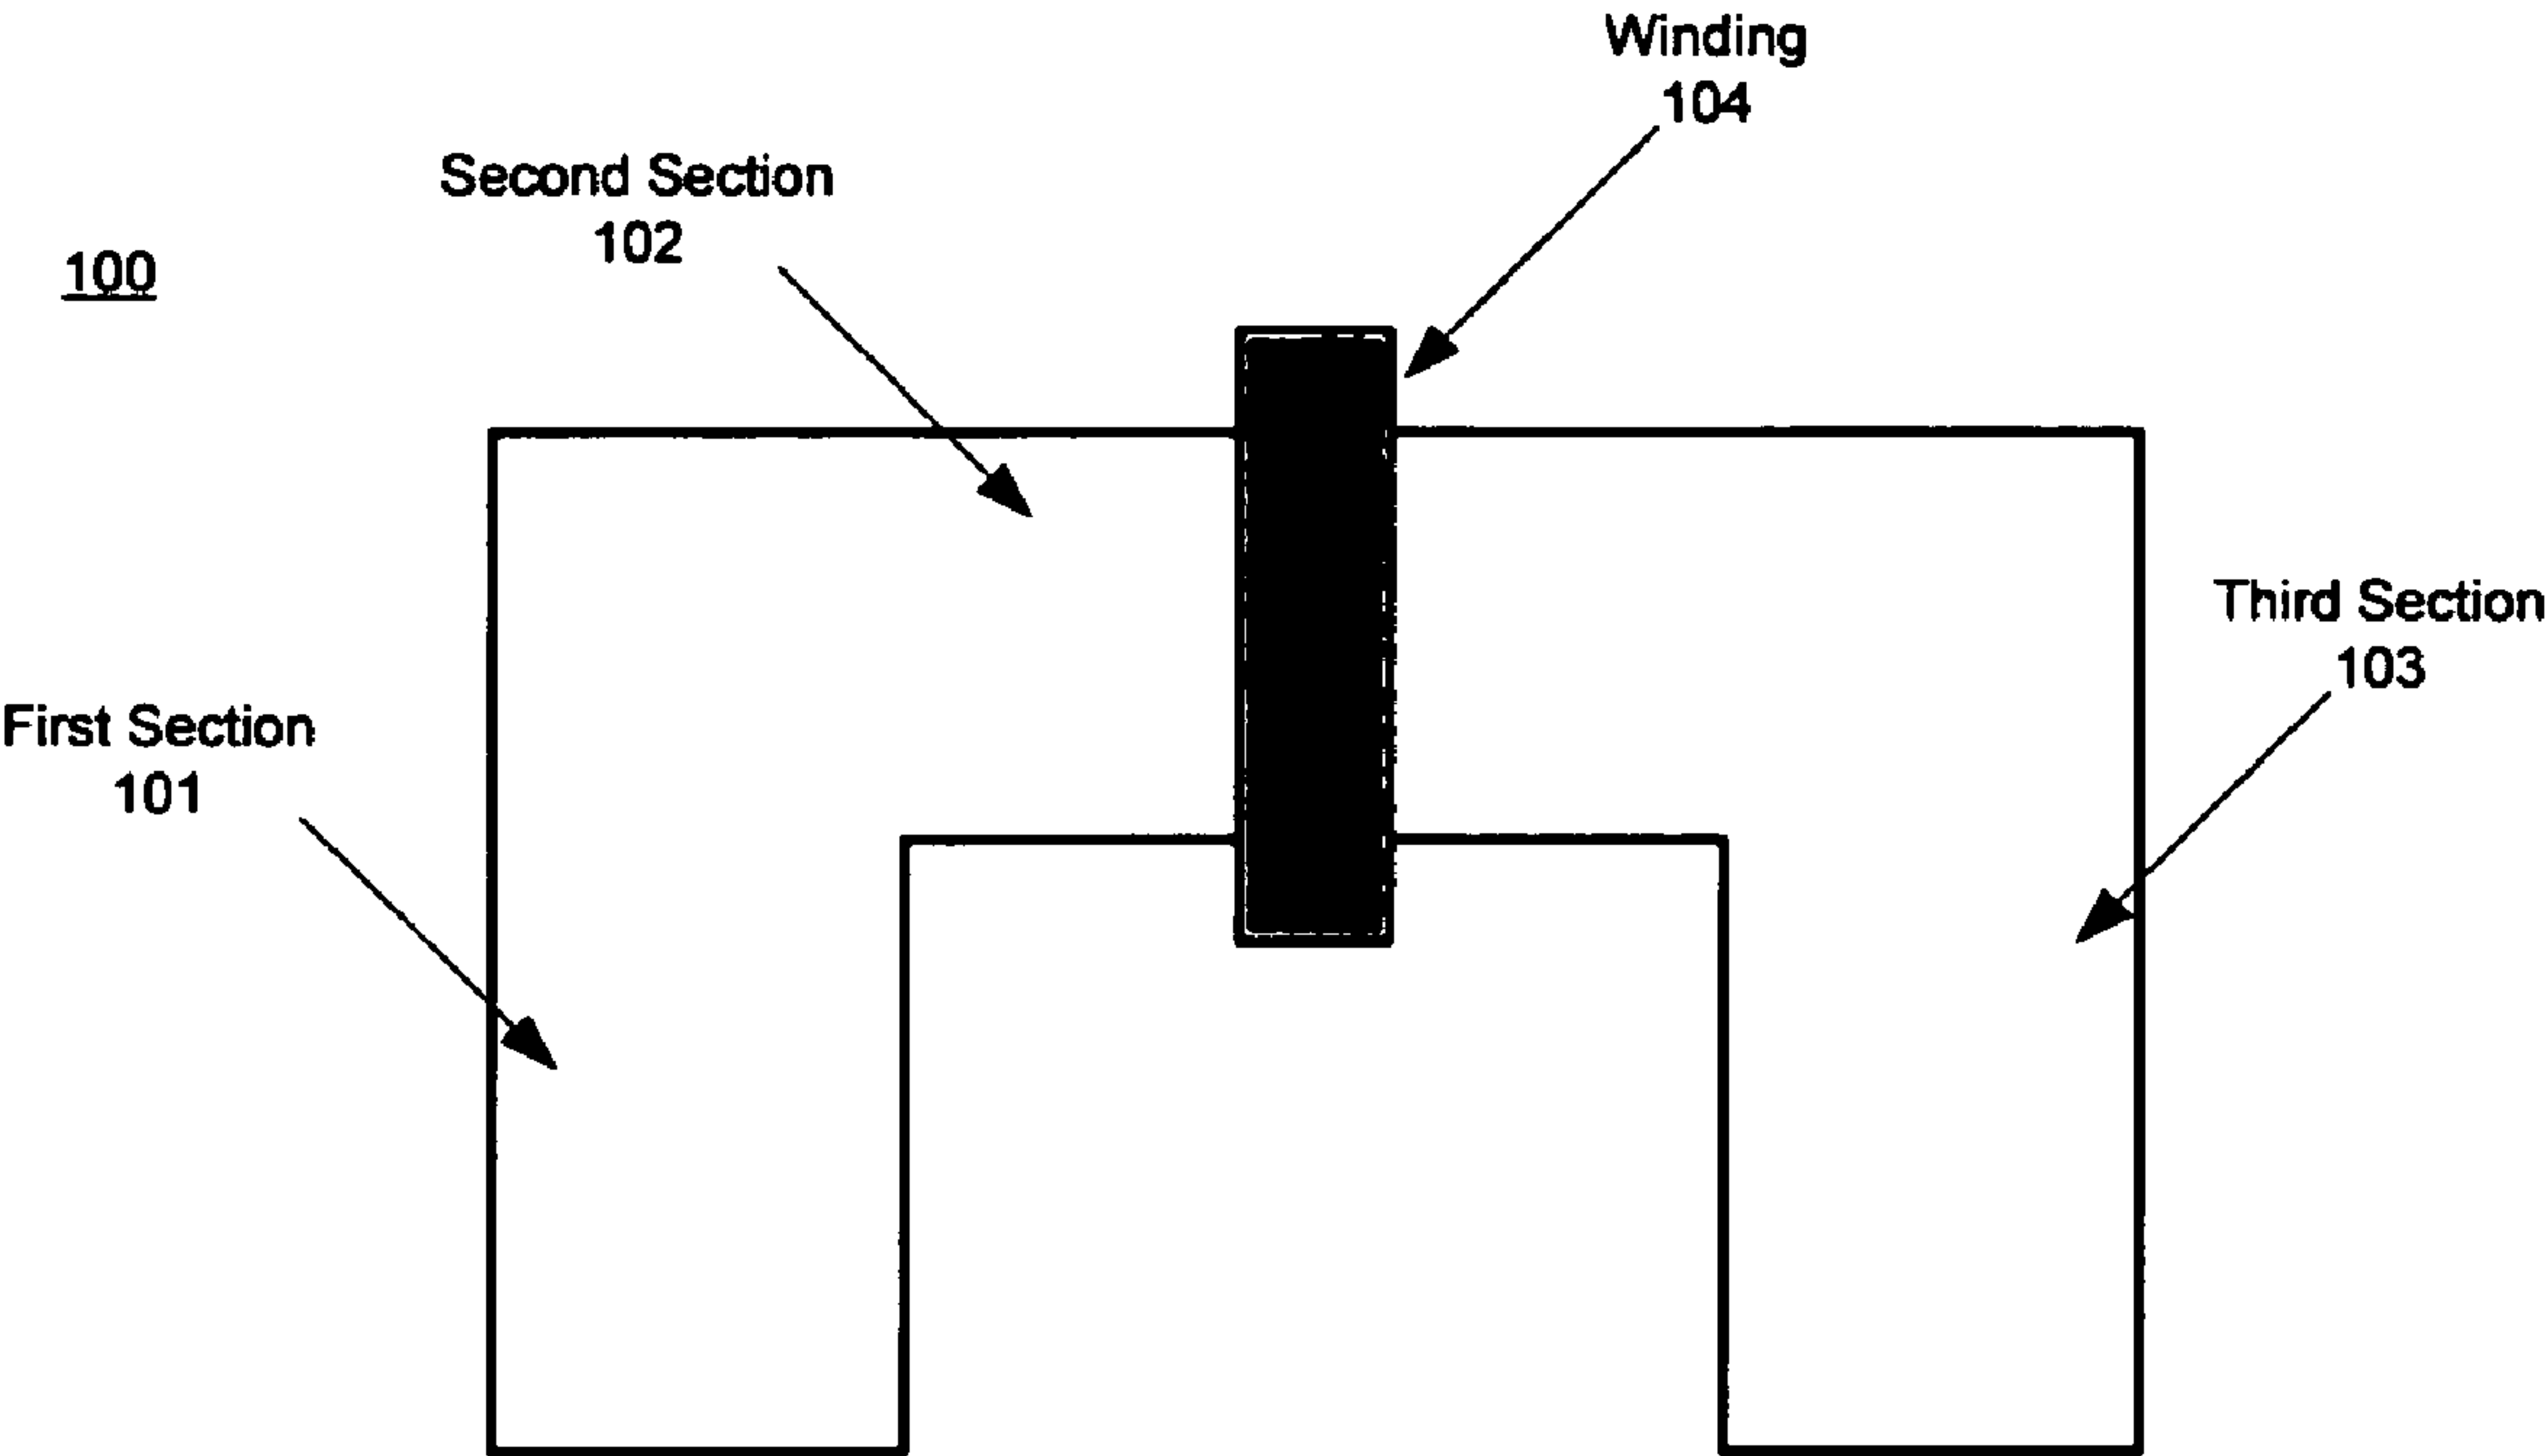 Winding
104
Second Section
102
100
Third Section
103
First Section
101